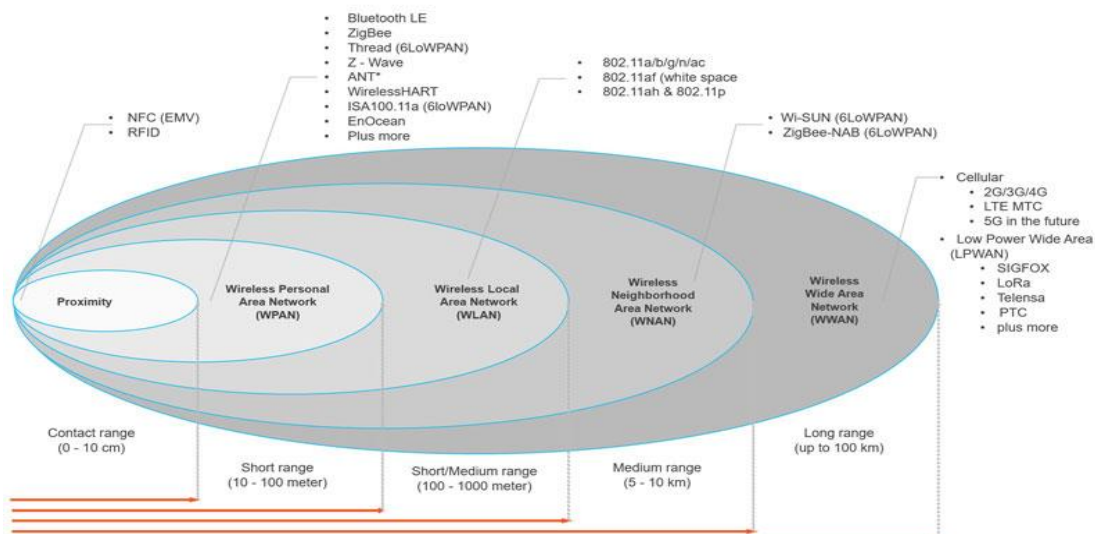 • Bluetooth LE
• ZigBee
• Thread (6LoWPAN)
• Z - Wave
• ANT*
• WirelessHART
• ISA100.11a (6loWPAN)
• EnOcean
• Plus more
• 802.11a/b/g/n/ac
• 802.11af (white space
• 802.11ah & 802.11p
• NFC (EMV)
• RFID
• Wi-SUN (6LoWPAN)
• ZigBee-NAB (6LoWPAN)
• Cellular
• 2G/3G/4G
• LTE MTC
• 5G in the future
• Low Power Wide Area
(LPWAN)
• SIGFOX
• LoRa
• Telensa
• PTC
• plus more
Proximity
Wireless Personal
Area Network
(WPAN)
Wireless Local
Area Network
(WLAN)
Wireless
Neighborhood
Area Network
(WNAN)
Wireless
Wide Area
Network
(WWAN)
Contact range
(0 - 10 cm)
Short range
(10 - 100 meter)
Short/Medium range
(100 - 1000 meter)
Medium range
(5 - 10 km)
Long range
(up to 100 km)